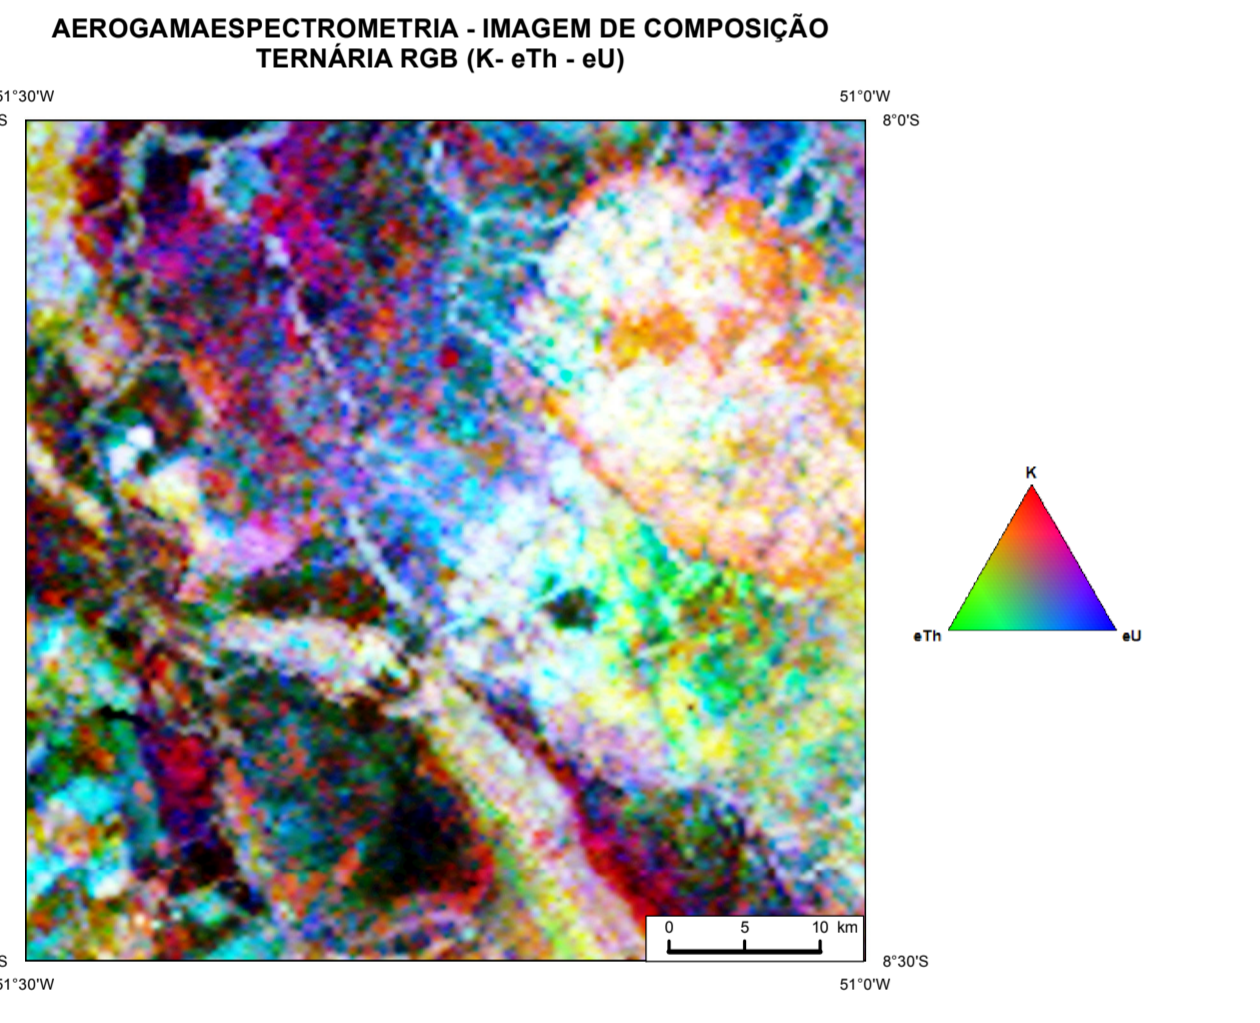 AEROGAMAESPECTROMETRIA - IMAGEM DE COMPOSIÇÃO
TERNÁRIA RGB (K- eTh - eU)
51°30'W 51°0'W
S 8°0'S
K
eTh eU
0 5 10 km
S 8°30'S
51°30'W 51°0'W